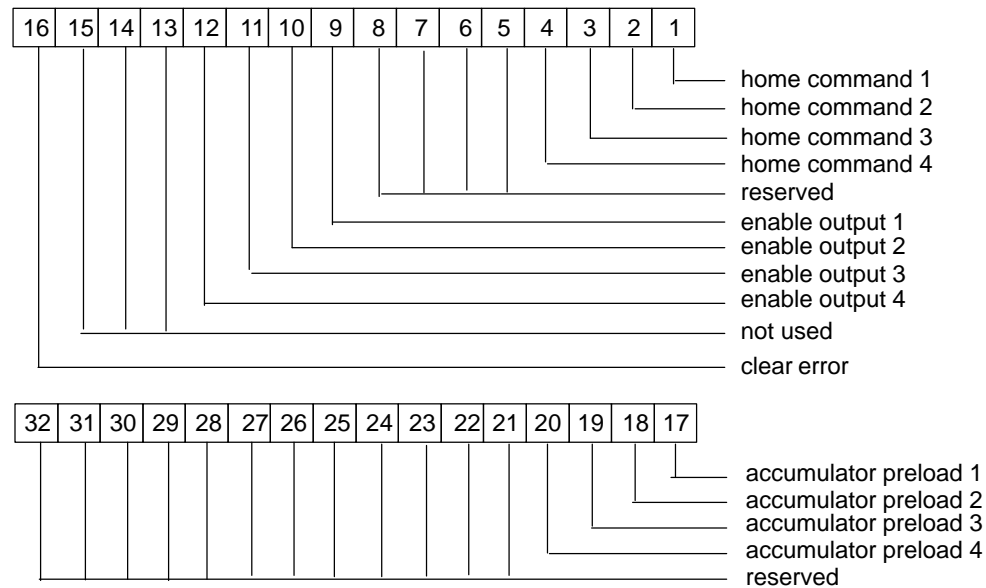 16 15 14 13 12 11 10 9 8 7 6 5 4 3 2 1
home command 1
home command 2
home command 3
home command 4
reserved
enable output 1
enable output 2
enable output 3
enable output 4
not used
clear error
32 31 30 29 28 27 26 25 24 23 22 21 20 19 18 17
accumulator preload 1
accumulator preload 2
accumulator preload 3
accumulator preload 4
reserved